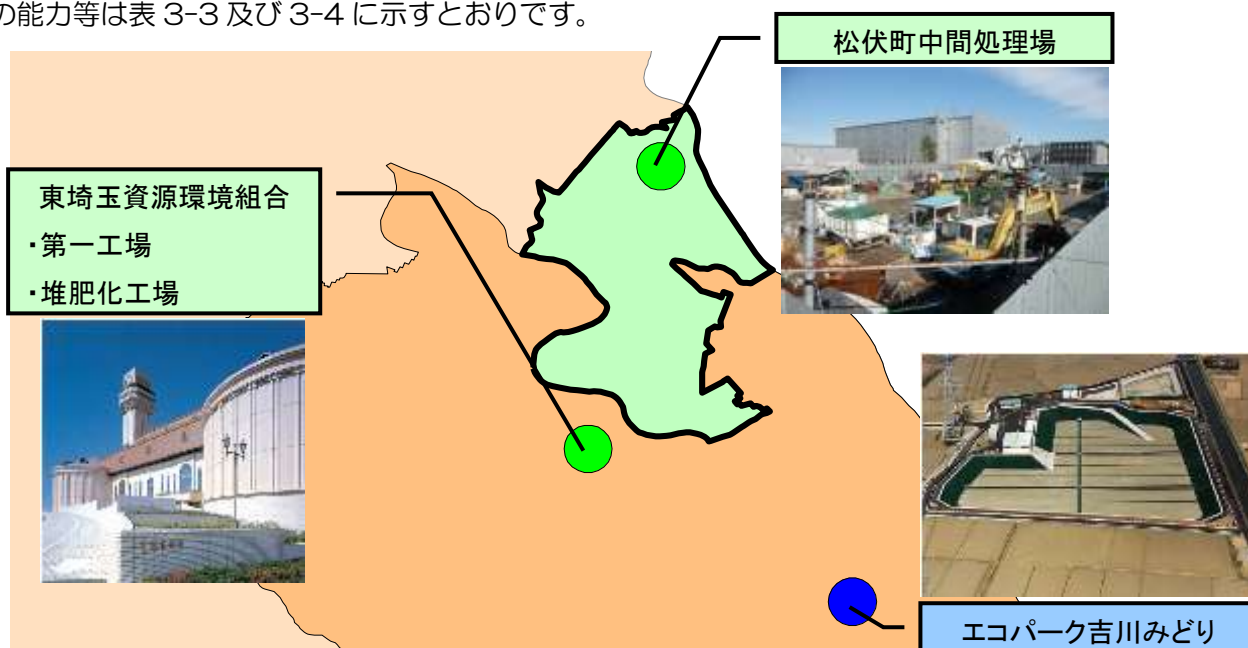 の能力等は表 3-3 及び 3-4 に示すとおりです。
松伏町中間処理場
東埼玉資源環境組合
・第一工場
・堆肥化工場
エコパーク吉川みどり